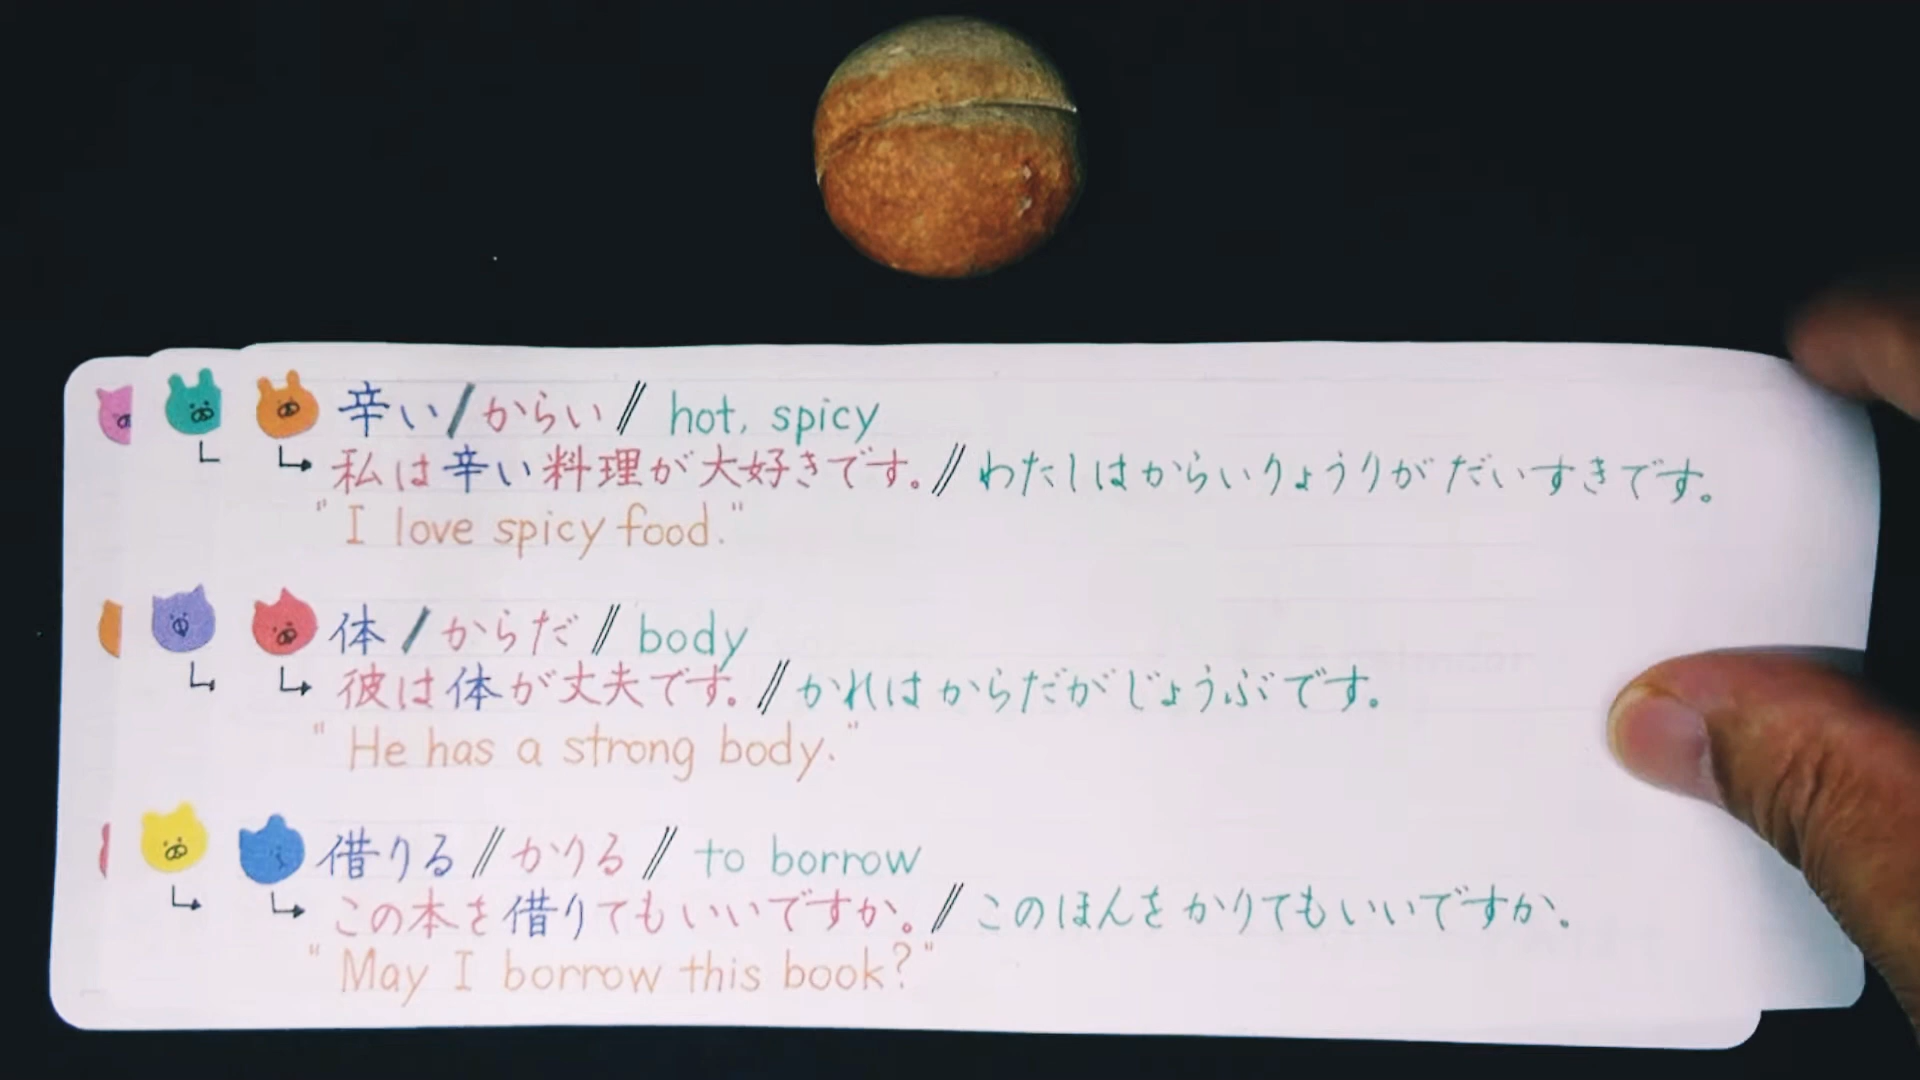 辛い / からい // hot, spicy
私は辛い料理が大好きです。// わたしはからいりょうりがだいすきです。
"I love spicy food."
体 / からだ // body
彼は体が丈夫です。// かれはからだがじょうぶです。
"He has a strong body."
借りる // かりる // to borrow
この本を借りてもいいですか。// このほんをかりてもいいですか。
"May I borrow this book?"